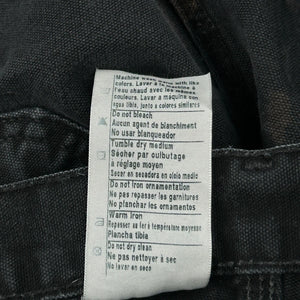 Machine wash warm with like
colors. Lavar a machine à
l'eau chaude avec les mêmes
couleurs. Lavar a máquina con
agua tibia, junto a colores similares
Do not bleach
Aucun agent de blanchiment
No usar blanqueador
Tumble dry medium
Sécher par culbutage
à réglage moyen
Secar en secadora en ciclo medio
Do not iron ornamentation
Ne pas repasser les garnitures
No planchar los ornamentos
Warm iron
Repasser au fer à température moyenne
Plancha tibia
Do not dry clean
Ne pas nettoyer à sec
No lavar en seco